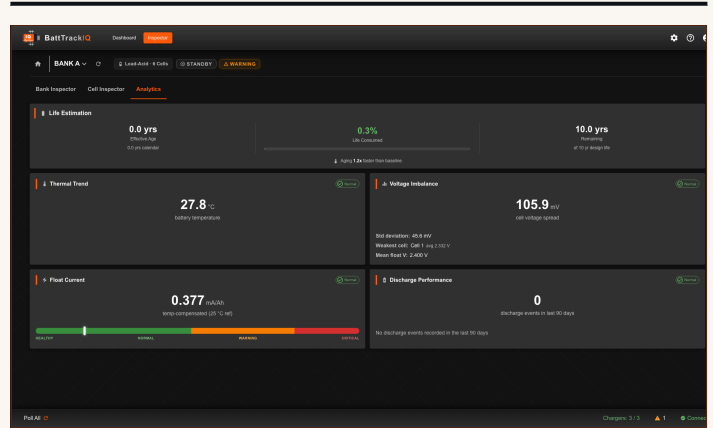 BattTrackIQ Dashboard Inspector
BANK A Lead-Acid · 6 Cells STANDBY WARNING
Bank Inspector Cell Inspector Analytics
Life Estimation
0.0 yrs 0.3% 10.0 yrs
Effective Age Life Consumed Remaining
0.0 yrs calendar of 10 yr design life
Aging 1.2x faster than baseline
Thermal Trend Normal Voltage Imbalance Normal
27.8 °C 105.9 mV
battery temperature cell voltage spread
Std deviation: 45.6 mV
Weakest cell: Cell 1
Mean float V: 2.400 V
Float Current Normal Discharge Performance Normal
0.377 mA/Ah 0
temp-compensated (25 °C ref) discharge events in last 90 days
HEALTHY NORMAL WARNING CRITICAL No discharge events recorded in the last 90 days
Poll All Chargers: 3 / 3 1 Connec